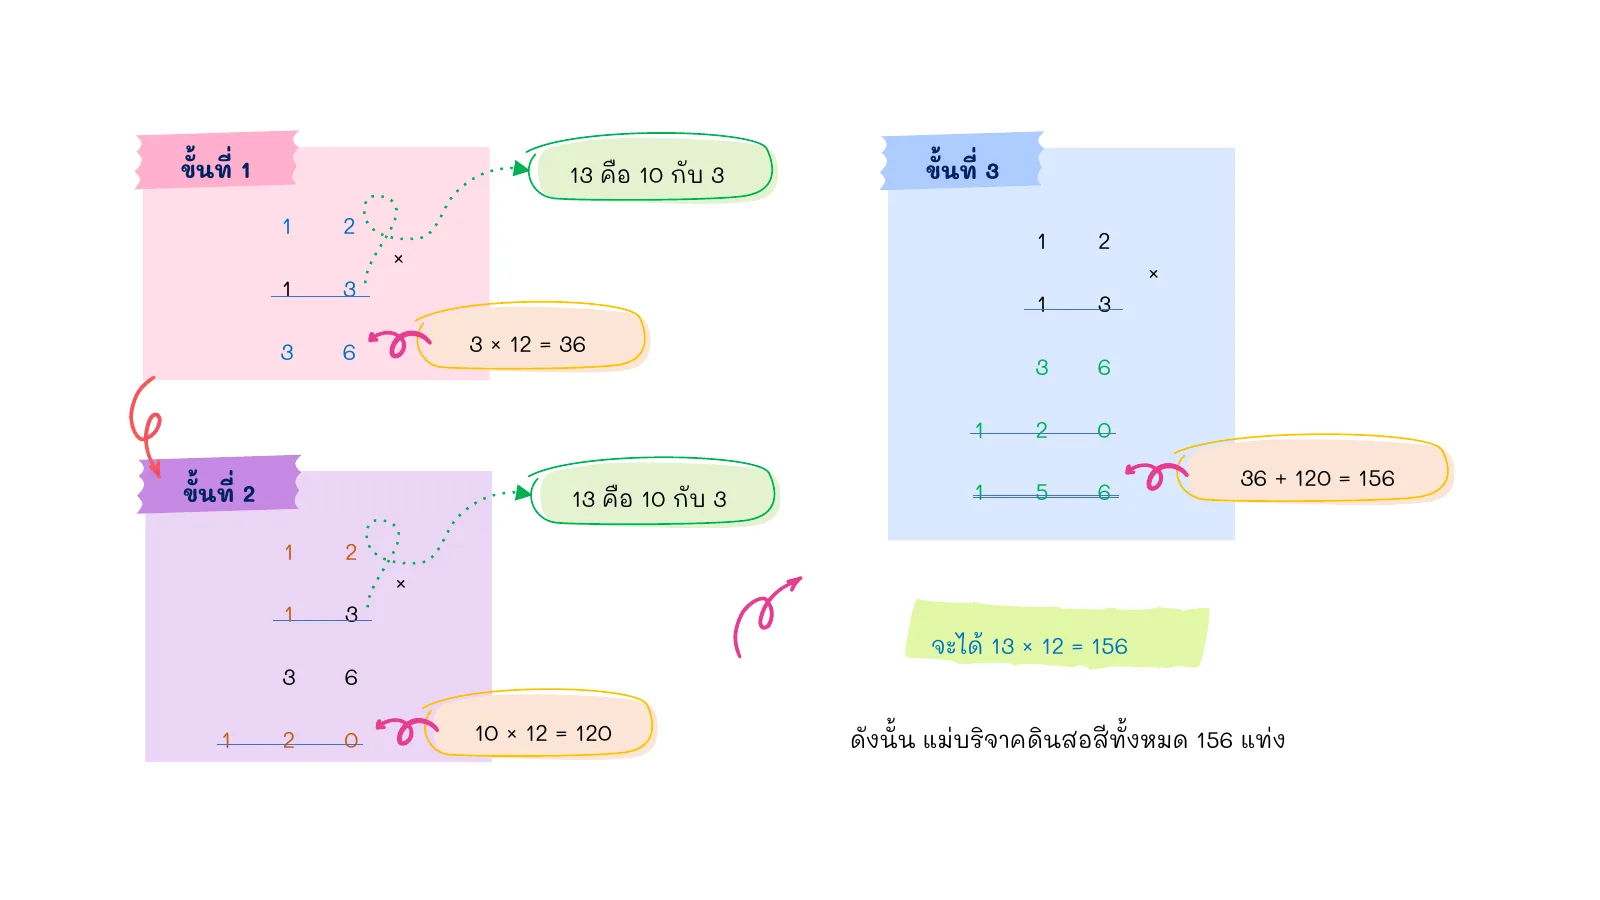 ขั้นที่ 1
13 คือ 10 กับ 3
1 2
×
1 3
3 6
3 × 12 = 36
ขั้นที่ 2
13 คือ 10 กับ 3
1 2
×
1 3
3 6
1 2 0
10 × 12 = 120
ขั้นที่ 3
1 2
×
1 3
3 6
1 2 0
1 5 6
36 + 120 = 156
จะได้ 13 × 12 = 156
ดังนั้น แม่บริจาคดินสอสีทั้งหมด 156 แท่ง